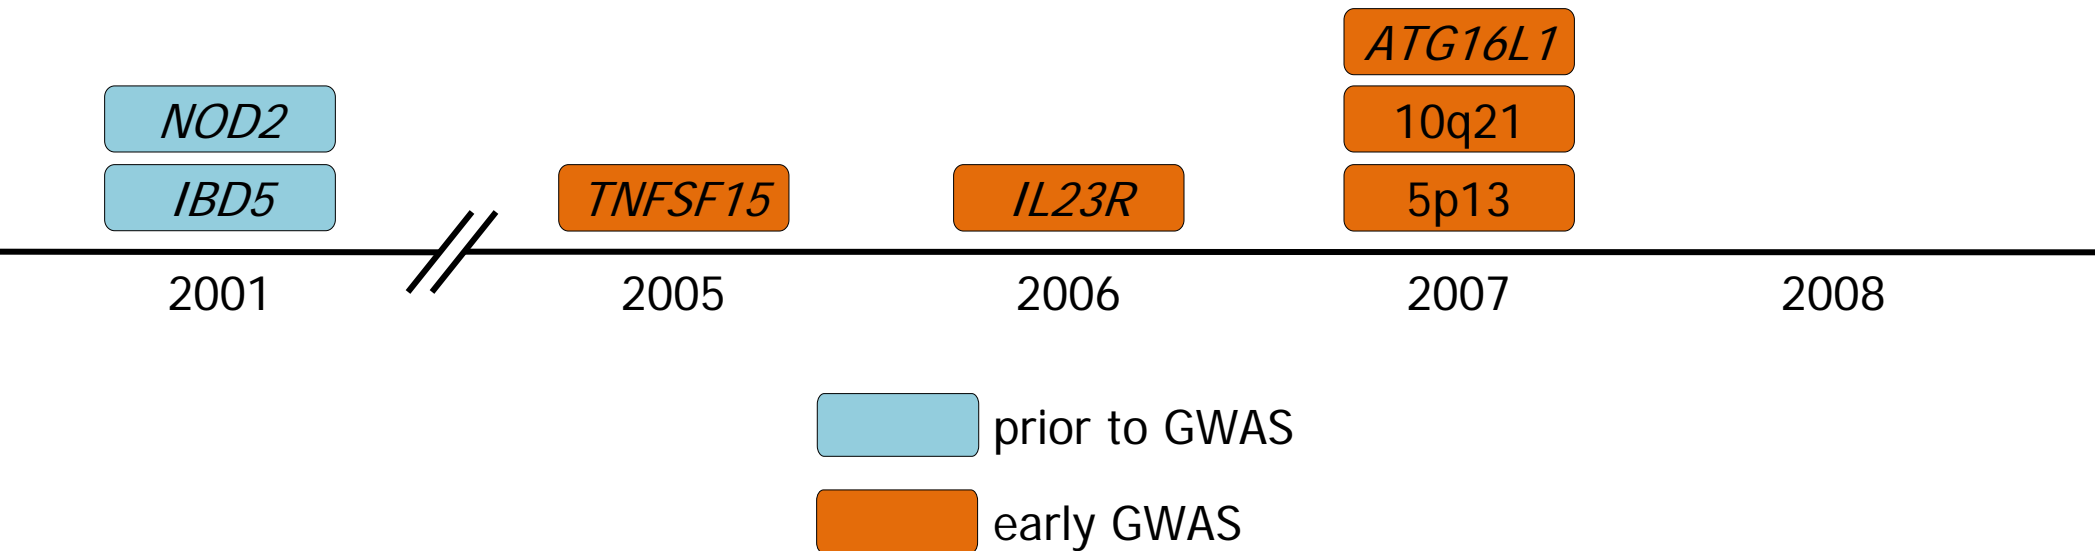 ATG16L1
NOD2
10q21
IBD5
TNFSF15
IL23R
5p13
2001
2005
2006
2007
2008
prior to GWAS
early GWAS